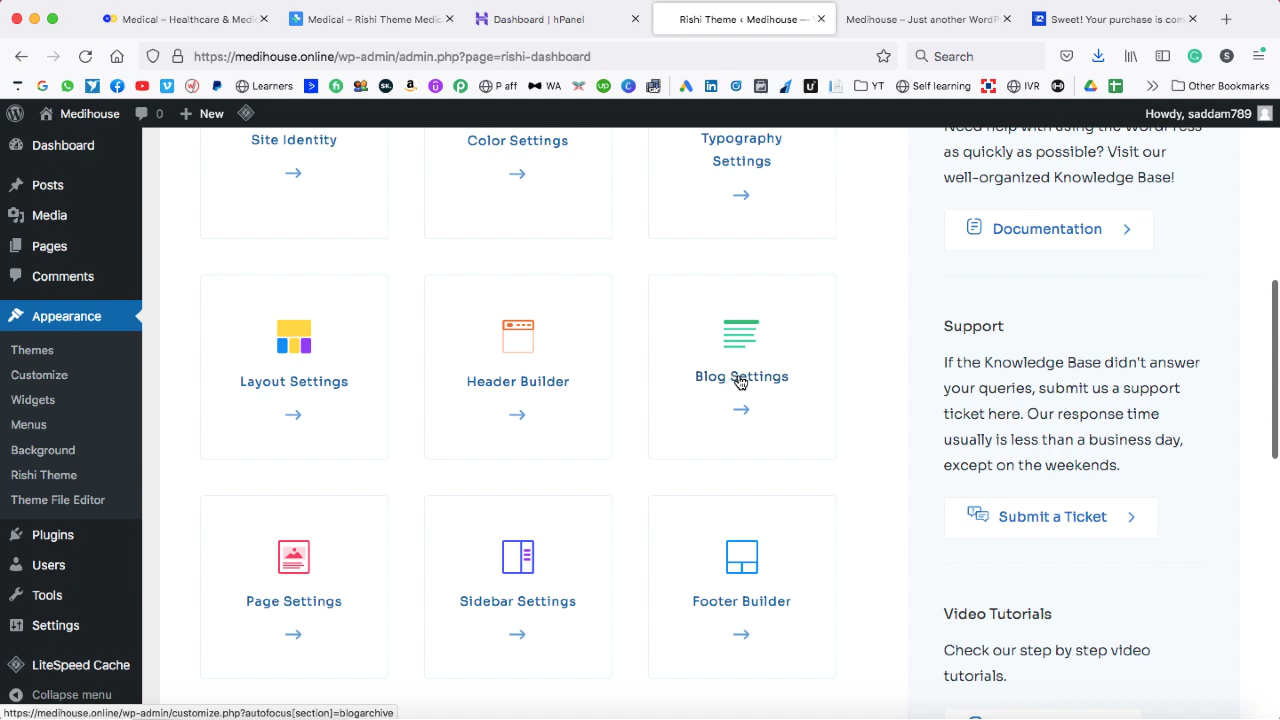 Medical – Healthcare & Medic
Medical – Rishi Theme Medic
Dashboard | hPanel
Rishi Theme ‹ Medihouse —
Medihouse – Just another WordP
Sweet! Your purchase is com
https://medihouse.online/wp-admin/admin.php?page=rishi-dashboard
Search
Learners
P aff
WA
YT
Self learning
IVR
Other Bookmarks
Medihouse
0
New
Howdy, saddam789
Dashboard
Posts
Media
Pages
Comments
Appearance
Themes
Customize
Widgets
Menus
Background
Rishi Theme
Theme File Editor
Plugins
Users
Tools
Settings
LiteSpeed Cache
Collapse menu
Site Identity
Color Settings
Typography
Settings
Layout Settings
Header Builder
Blog Settings
Page Settings
Sidebar Settings
Footer Builder
Need help with using the WordPress
as quickly as possible? Visit our
well-organized Knowledge Base!
Documentation
Support
If the Knowledge Base didn't answer
your queries, submit us a support
ticket here. Our response time
usually is less than a business day,
except on the weekends.
Submit a Ticket
Video Tutorials
Check our step by step video
tutorials.
https://medihouse.online/wp-admin/customize.php?autofocus[section]=blogarchive